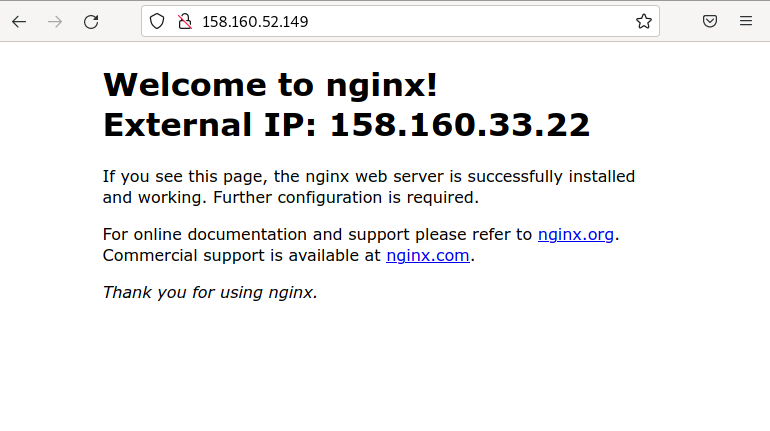 158.160.52.149
Welcome to nginx!
External IP: 158.160.33.22
If you see this page, the nginx web server is successfully installed
and working. Further configuration is required.
For online documentation and support please refer to nginx.org.
Commercial support is available at nginx.com.
Thank you for using nginx.